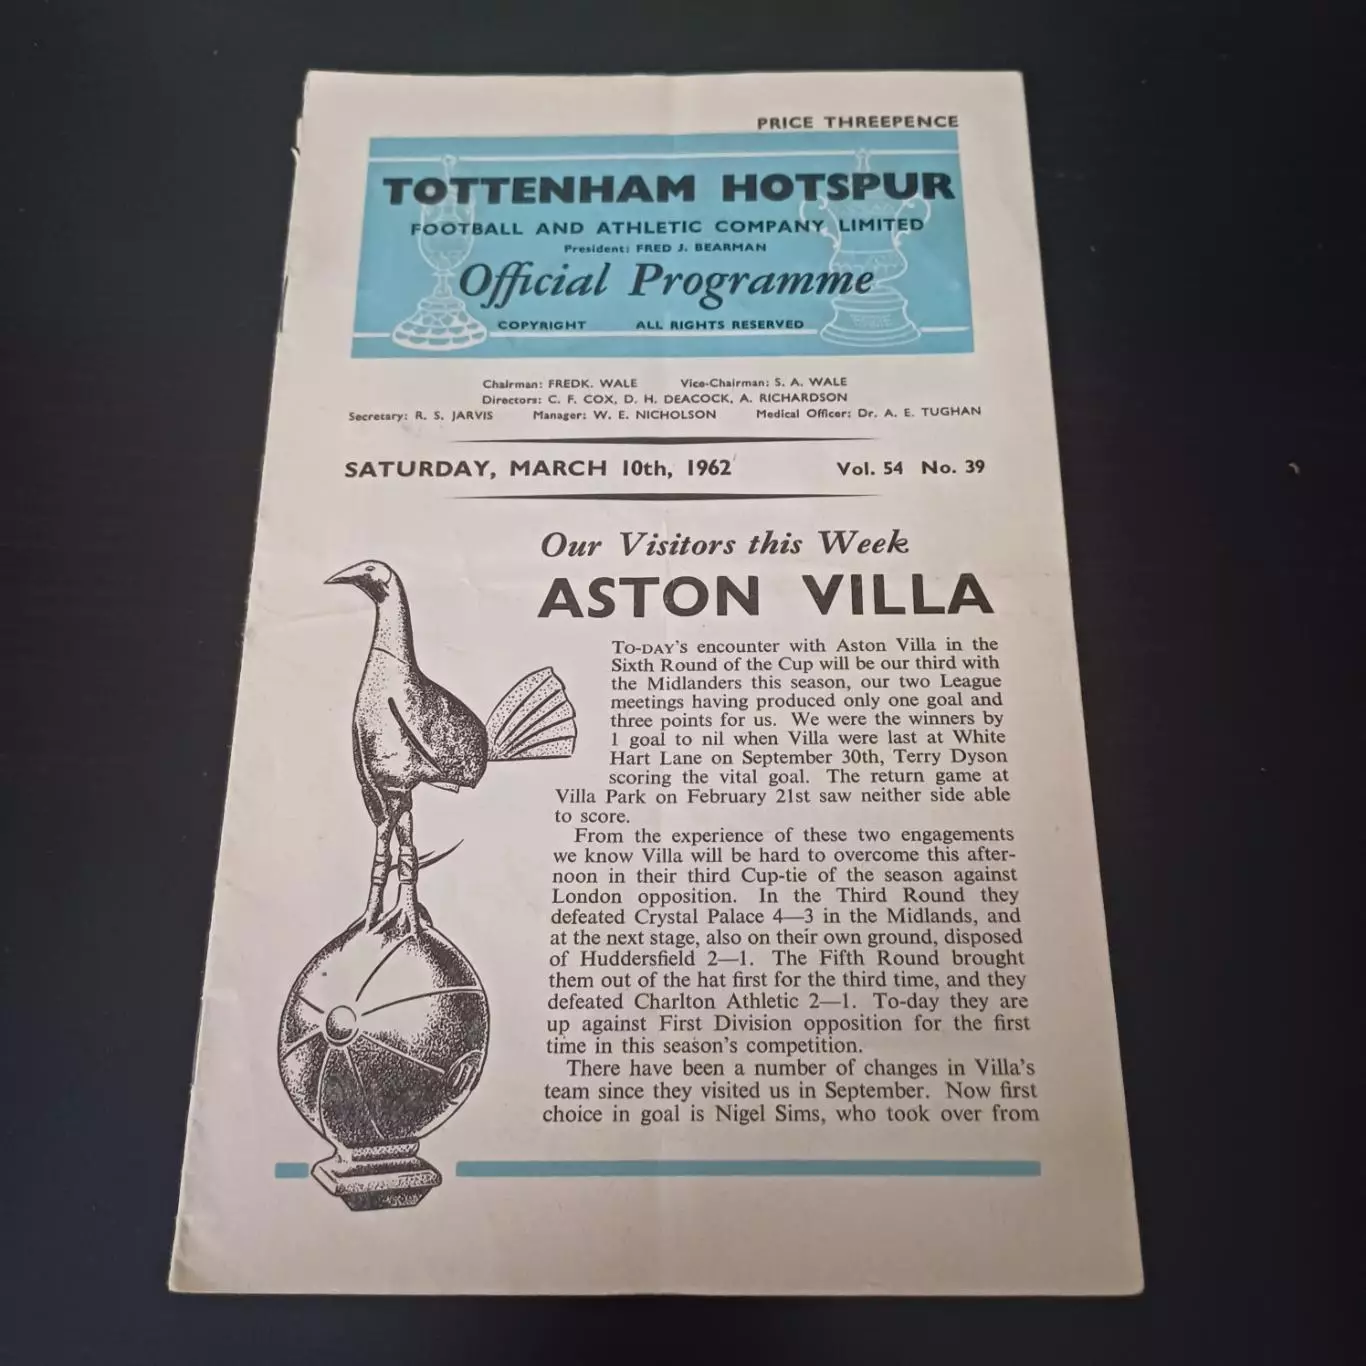 PRICE THREEPENCE
TOTTENHAM HOTSPUR
FOOTBALL AND ATHLETIC COMPANY LIMITED
President: FRED J. BEARMAN
Official Programme
COPYRIGHT ALL RIGHTS RESERVED
Chairman: FREDK. WALE Vice-Chairman: S. A. WALE
Directors: C. F. COX, D. H. DEACOCK, A. RICHARDSON
Secretary: R. S. JARVIS Manager: W. E. NICHOLSON Medical Officer: Dr. A. E. TUGHAN
SATURDAY, MARCH 10th, 1962 Vol. 54 No. 39
Our Visitors this Week
ASTON VILLA
TO-DAY'S encounter with Aston Villa in the
Sixth Round of the Cup will be our third with
the Midlanders this season, our two League
meetings having produced only one goal and
three points for us. We were the winners by
1 goal to nil when Villa were last at White
Hart Lane on September 30th, Terry Dyson
scoring the vital goal. The return game at
Villa Park on February 21st saw neither side able
to score.
From the experience of these two engagements
we know Villa will be hard to overcome this after-
noon in their third Cup-tie of the season against
London opposition. In the Third Round they
defeated Crystal Palace 4—3 in the Midlands, and
at the next stage, also on their own ground, disposed
of Huddersfield 2—1. The Fifth Round brought
them out of the hat first for the third time, and they
defeated Charlton Athletic 2—1. To-day they are
up against First Division opposition for the first
time in this season's competition.
There have been a number of changes in Villa's
team since they visited us in September. Now first
choice in goal is Nigel Sims, who took over from